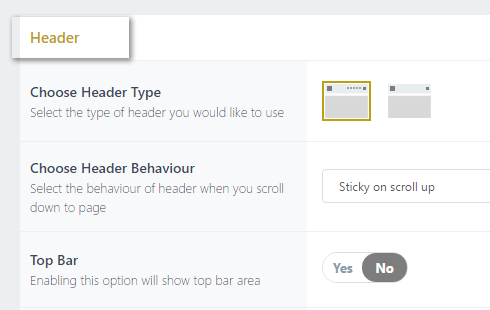 Header
Choose Header Type
Select the type of header you would like to use
Choose Header Behaviour
Select the behaviour of header when you scroll
down to page
Sticky on scroll up
Top Bar
Enabling this option will show top bar area
Yes No